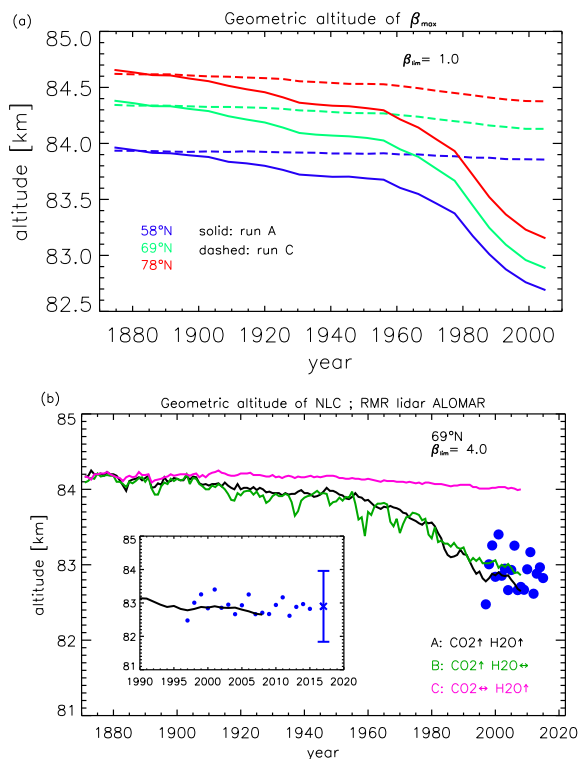 (a)
Geometric altitude of βmax
βlim= 1.0
85.0
84.5
84.0
83.5
83.0
82.5
altitude [km]
58°N solid: run A
69°N dashed: run C
78°N
1880 1900 1920 1940 1960 1980 2000
year
(b)
Geometric altitude of NLC ; RMR lidar ALOMAR
69°N
βlim= 4.0
85
84
83
82
81
altitude [km]
85
84
83
82
81
1990 1995 2000 2005 2010 2015 2020
A: CO2↑ H2O↑
B: CO2↑ H2O↔
C: CO2↔ H2O↑
1880 1900 1920 1940 1960 1980 2000 2022
year